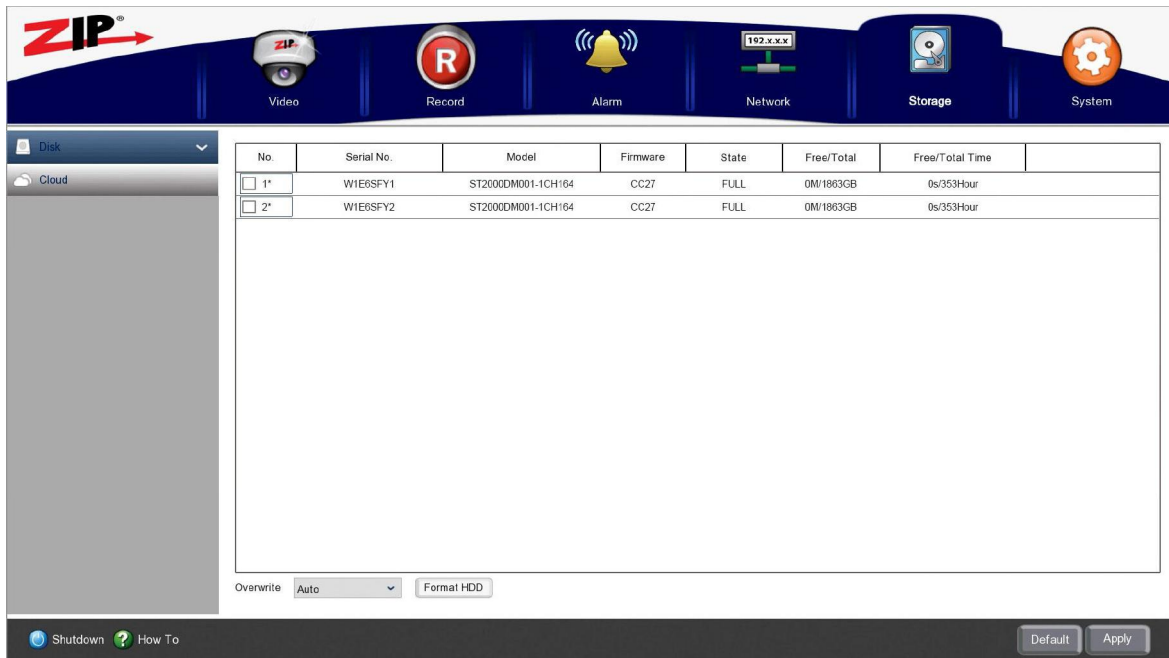 ZIP®
ZIP
R
192.x.x.x
Video
Record
Alarm
Network
Storage
System
Disk
Cloud
No. Serial No. Model Firmware State Free/Total Free/Total Time
1* W1E6SFY1 ST2000DM001-1CH164 CC27 FULL 0M/1863GB 0s/353Hour
2* W1E6SFY2 ST2000DM001-1CH164 CC27 FULL 0M/1863GB 0s/353Hour
Overwrite Auto Format HDD
Shutdown ? How To Default Apply